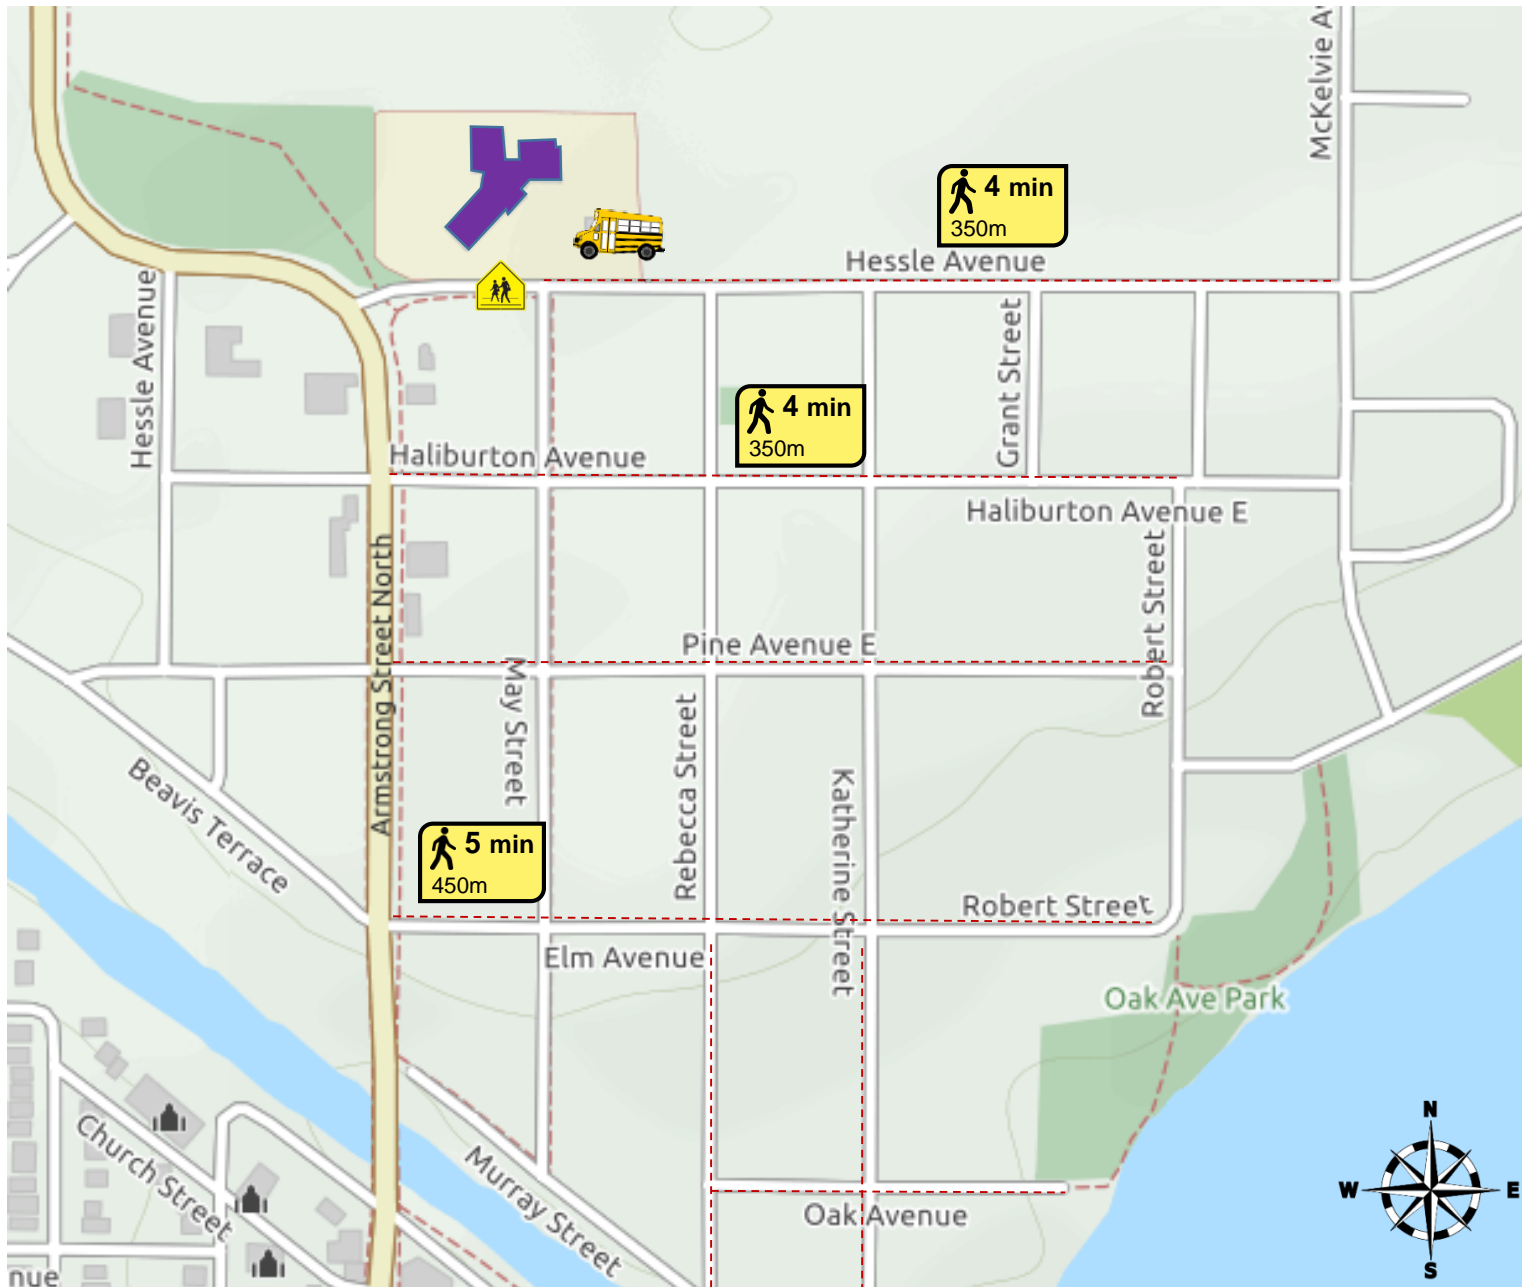 McKelvie A
4 min
350m
Hessle Avenue
Hessle Avenue
Grant Street
4 min
350m
Haliburton Avenue
Haliburton Avenue E
Armstrong Street North
Robert Street
Pine Avenue E
May Street
Rebecca Street
Katherine Street
Beavis Terrace
5 min
450m
Robert Street
Elm Avenue
Oak Ave Park
Church Street
Murray Street
Oak Avenue
N
W
E
S
nue